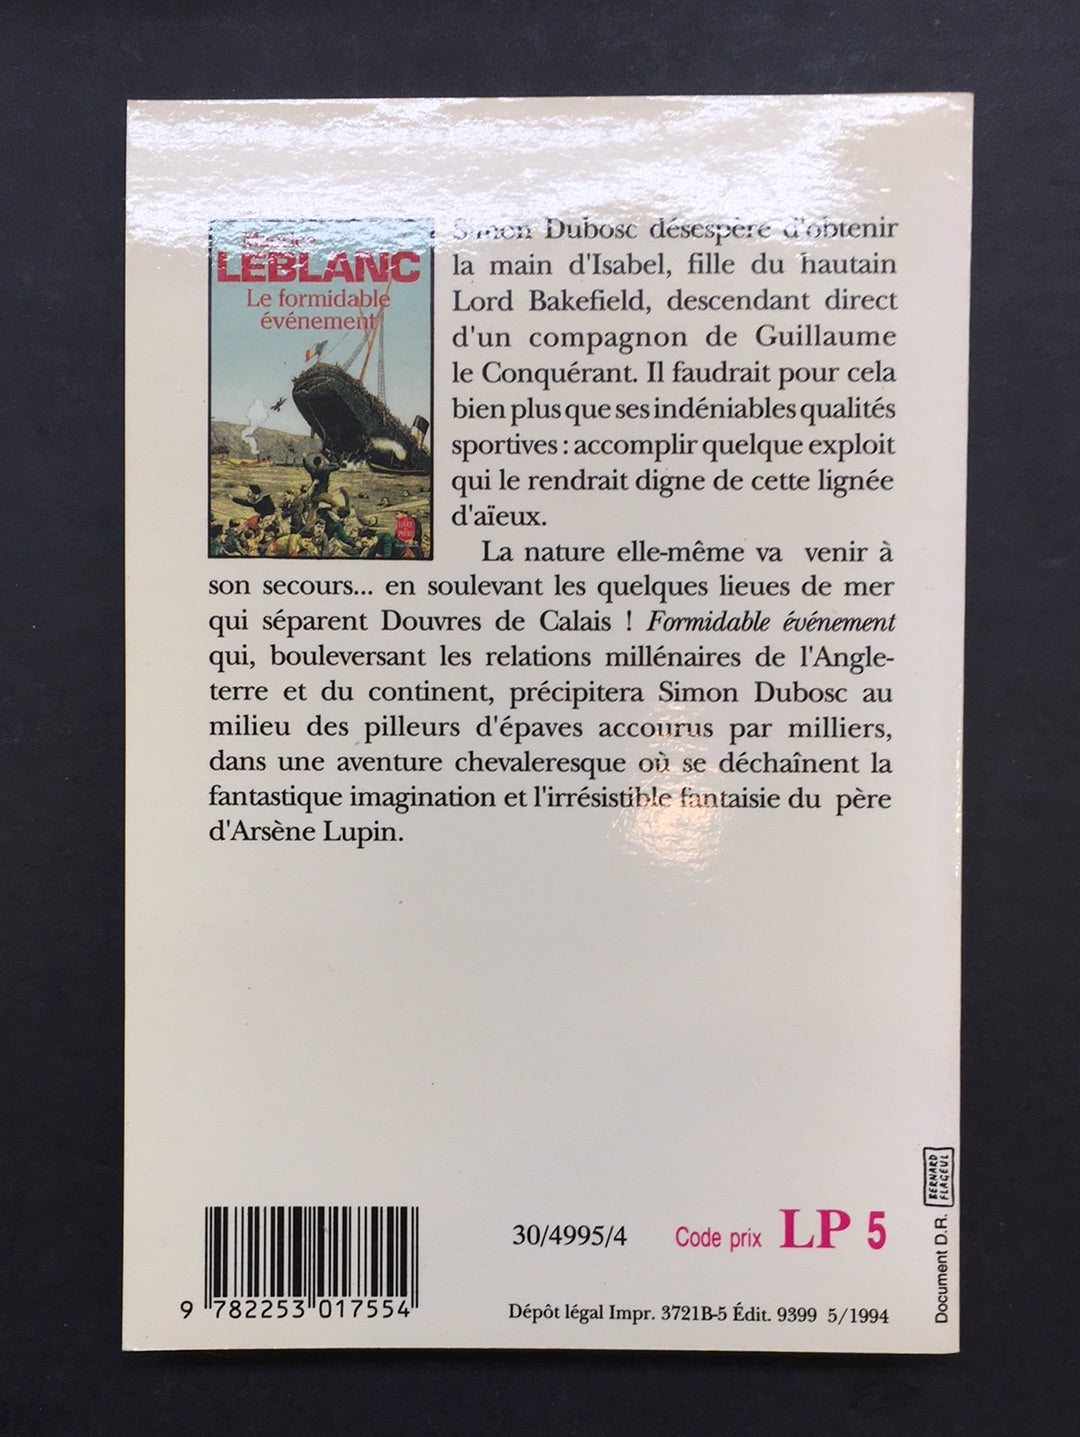 Maurice
LEBLANC
Le formidable
événement
LE LIVRE DE POCHE
Simon Dubosc désespère d'obtenir
la main d'Isabel, fille du hautain
Lord Bakefield, descendant direct
d'un compagnon de Guillaume
le Conquérant. Il faudrait pour cela
bien plus que ses indéniables qualités
sportives : accomplir quelque exploit
qui le rendrait digne de cette lignée
d'aïeux.
La nature elle-même va venir à
son secours... en soulevant les quelques lieues de mer
qui séparent Douvres de Calais ! Formidable événement
qui, bouleversant les relations millénaires de l'Angle-
terre et du continent, précipitera Simon Dubosc au
milieu des pilleurs d'épaves accourus par milliers,
dans une aventure chevaleresque où se déchaînent la
fantastique imagination et l'irrésistible fantaisie du père
d'Arsène Lupin.
9 782253 017554
30/4995/4 Code prix LP 5
Dépôt légal Impr. 3721B-5 Édit. 9399 5/1994
Document D.R.
BERNARD
FLAGEUL